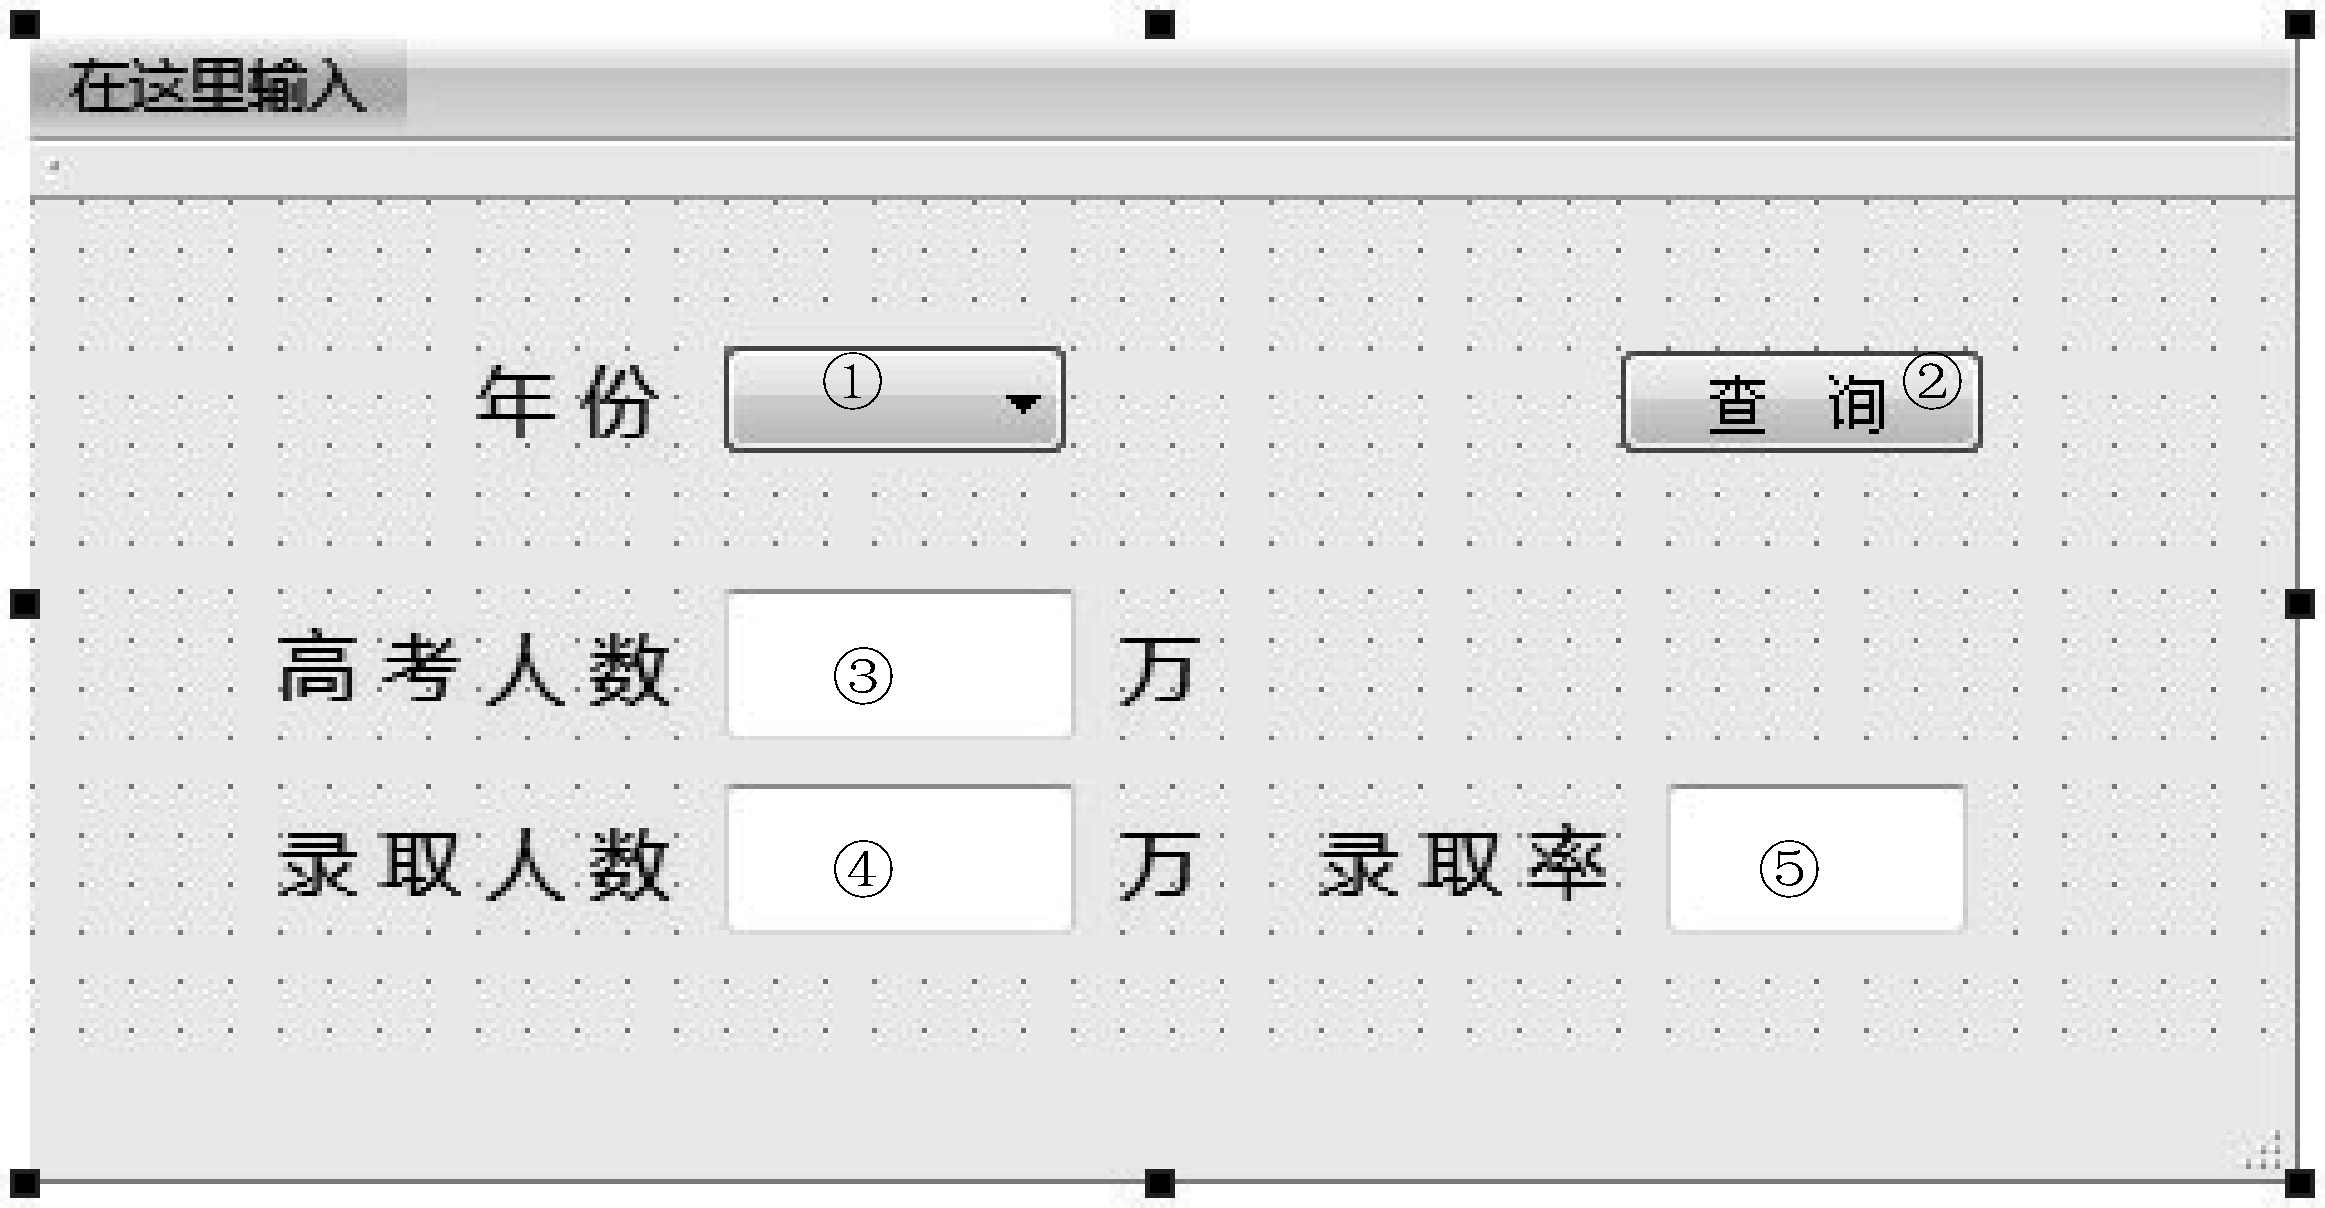 在这里输入
年份 ① 查 询 ②
高考人数 ③ 万
录取人数 ④ 万 录取率 ⑤